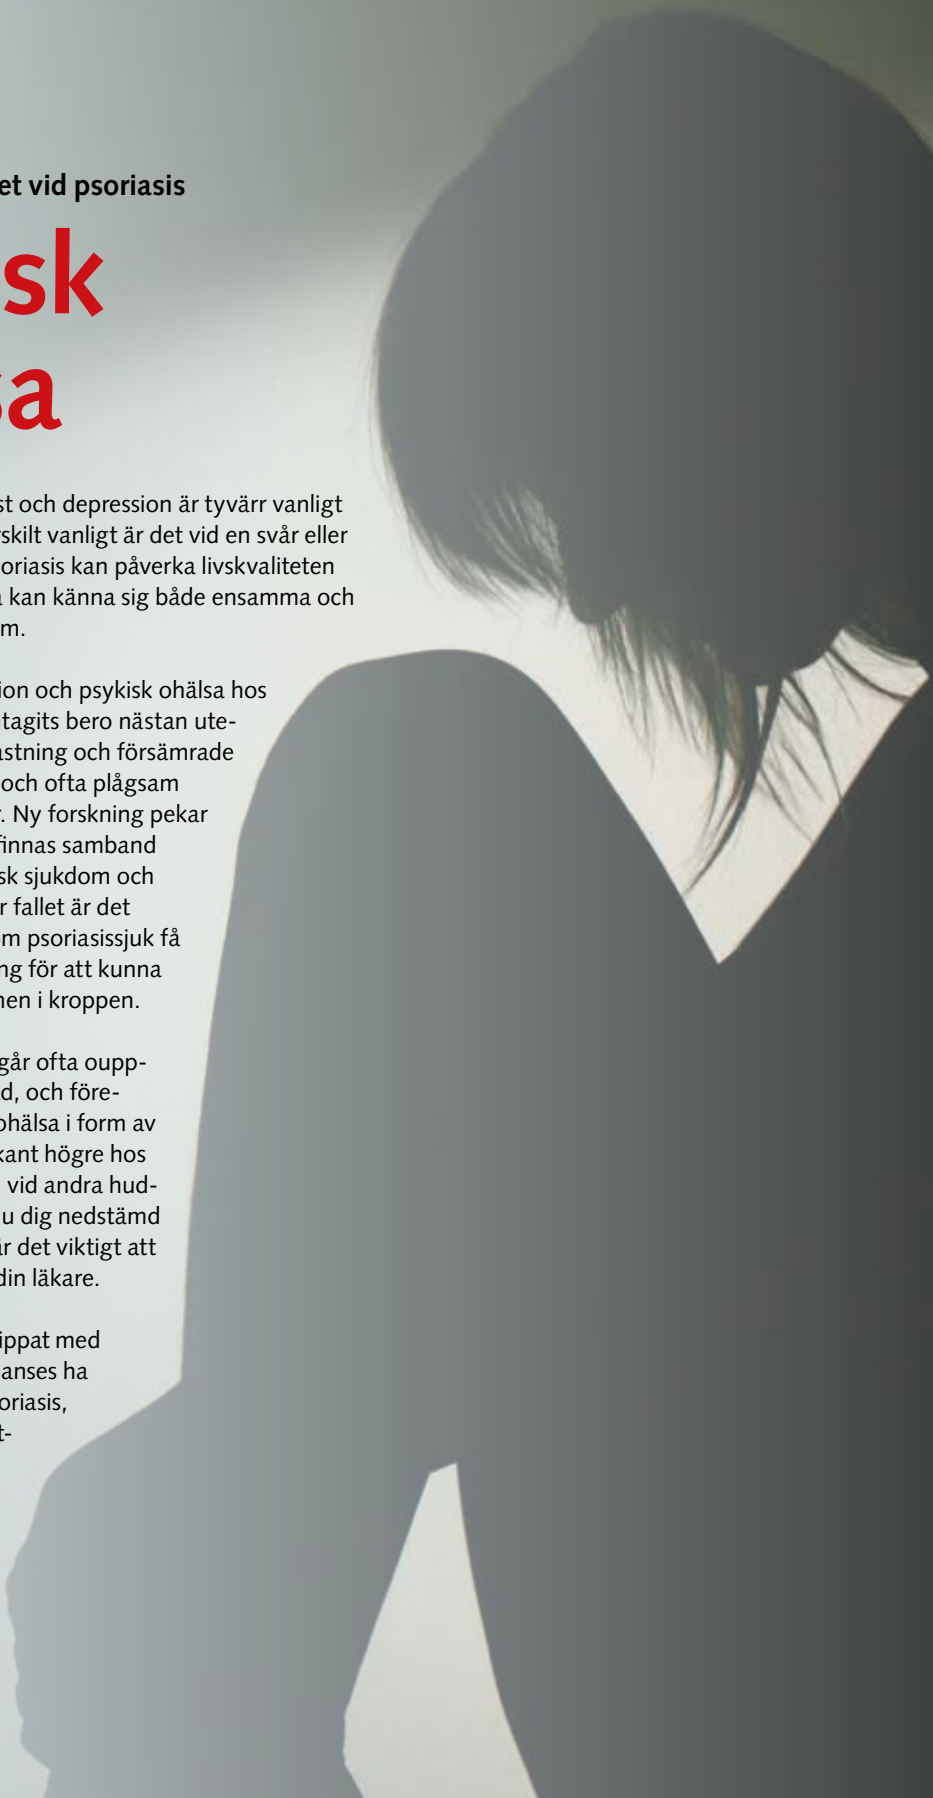 et vid psoriasis
sk
sa
st och depression är tyvärr vanligt
rskilt vanligt är det vid en svår eller
oriasis kan påverka livskvaliteten
a kan känna sig både ensamma och
m.
ion och psykisk ohälsa hos
tagits bero nästan ute-
astning och försämrade
och ofta plågsam
. Ny forskning pekar
finnas samband
sk sjukdom och
r fallet är det
om psoriasissjuk få
ng för att kunna
nen i kroppen.
går ofta oupp-
d, och före-
ohälsa i form av
kant högre hos
vid andra hud-
u dig nedstämd
är det viktigt att
din läkare.
ippat med
anses ha
oriasis,
t-